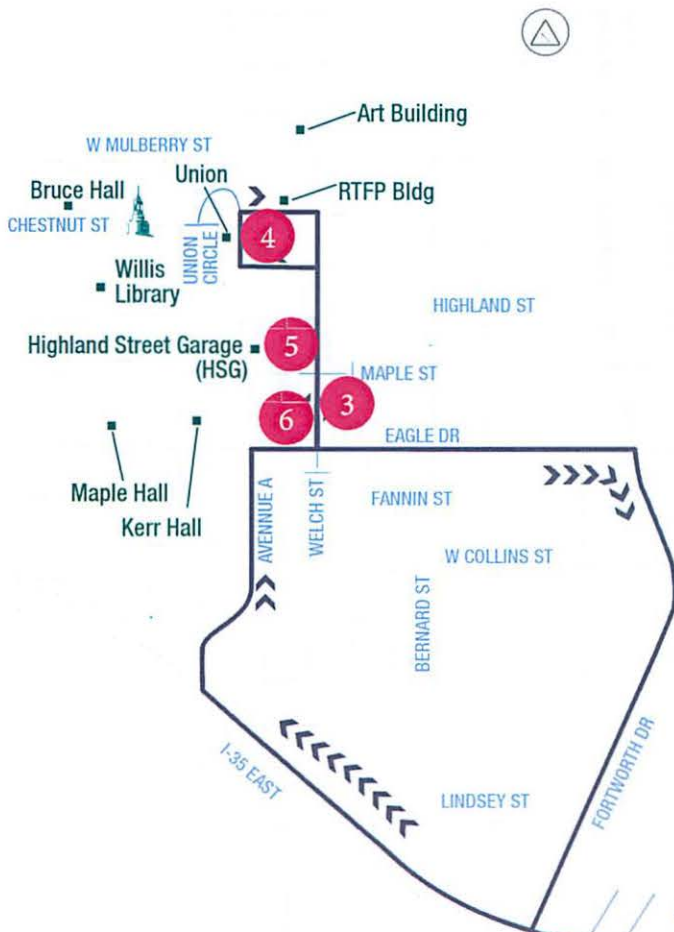 Art Building
W MULBERRY ST
Union
Bruce Hall
RTFP Bldg
CHESTNUT ST
4
UNION
CIRCLE
Willis
Library
HIGHLAND ST
5
Highland Street Garage
(HSG)
MAPLE ST
3
6
EAGLE DR
Maple Hall
Kerr Hall
AVENNUE A
WELCH ST
FANNIN ST
W COLLINS ST
BERNARD ST
I-35 EAST
LINDSEY ST
FORTWORTH DR